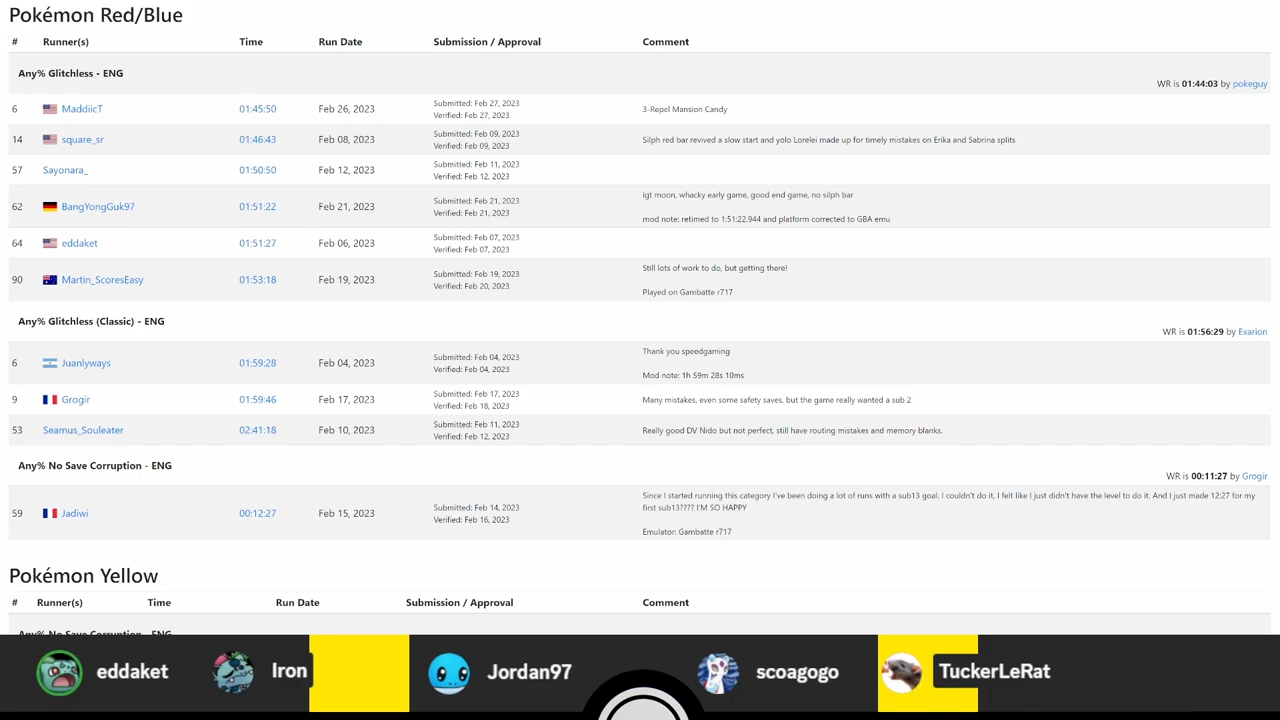 Pokémon Red/Blue
# Runner(s) Time Run Date Submission / Approval Comment
Any% Glitchless - ENG
WR is 01:44:03 by pokeguy
6 MaddiicT 01:45:50 Feb 26, 2023 Submitted: Feb 27, 2023 3-Repel Mansion Candy
Verified: Feb 27, 2023
14 square_sr 01:46:43 Feb 08, 2023 Submitted: Feb 09, 2023 Silph red bar revived a slow start and yolo Lorelei made up for timely mistakes on Erika and Sabrina splits
Verified: Feb 09, 2023
57 Sayonara_ 01:50:50 Feb 12, 2023 Submitted: Feb 11, 2023
Verified: Feb 12, 2023
62 BangYongGuk97 01:51:22 Feb 21, 2023 Submitted: Feb 21, 2023 igt moon, whacky early game, good end game, no silph bar
Verified: Feb 21, 2023 mod note: retimed to 1:51:22.944 and platform corrected to GBA emu
64 eddaket 01:51:27 Feb 06, 2023 Submitted: Feb 07, 2023
Verified: Feb 07, 2023
90 Martin_ScoresEasy 01:53:18 Feb 19, 2023 Submitted: Feb 19, 2023 Still lots of work to do, but getting there!
Verified: Feb 20, 2023 Played on Gambatte r717
Any% Glitchless (Classic) - ENG
WR is 01:56:29 by Exarion
6 Juanlyways 01:59:28 Feb 04, 2023 Submitted: Feb 04, 2023 Thank you speedgaming
Verified: Feb 04, 2023 Mod note: 1h 59m 28s 10ms
9 Grogir 01:59:46 Feb 17, 2023 Submitted: Feb 17, 2023 Many mistakes, even some safety saves, but the game really wanted a sub 2
Verified: Feb 18, 2023
53 Seamus_Souleater 02:41:18 Feb 10, 2023 Submitted: Feb 11, 2023 Really good DV Nido but not perfect, still have routing mistakes and memory blanks.
Verified: Feb 12, 2023
Any% No Save Corruption - ENG
WR is 00:11:27 by Grogir
59 Jadiwi 00:12:27 Feb 15, 2023 Submitted: Feb 14, 2023 Since I started running this category I've been doing a lot of runs with a sub13 goal. I couldn't do it, I felt like I just didn't have the level to do it. And I just made 12:27 for my
Verified: Feb 16, 2023 first sub13???? I'M SO HAPPY
Emulator: Gambatte r717
Pokémon Yellow
# Runner(s) Time Run Date Submission / Approval Comment
Any% No Save Corruption - ENG
eddaket Iron Jordan97 scoagogo TuckerLeRat